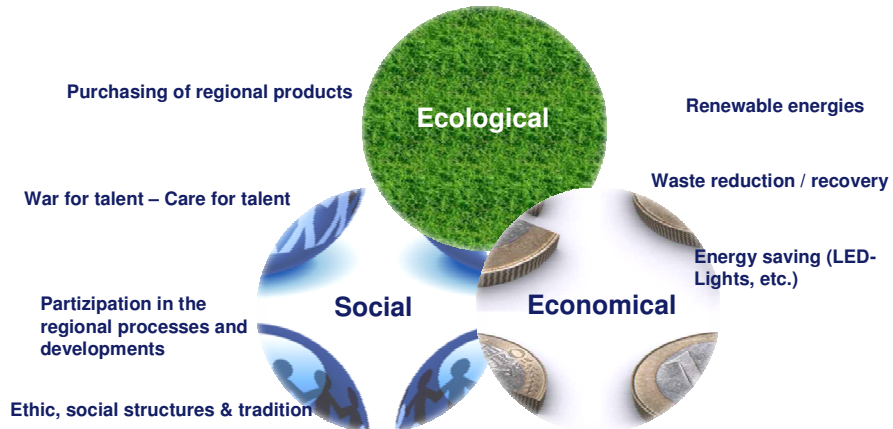 Purchasing of regional products
Ecological
Renewable energies
War for talent – Care for talent
Waste reduction / recovery
Energy saving (LED-
Lights, etc.)
Partizipation in the
regional processes and
developments
Social
Economical
Ethic, social structures & tradition